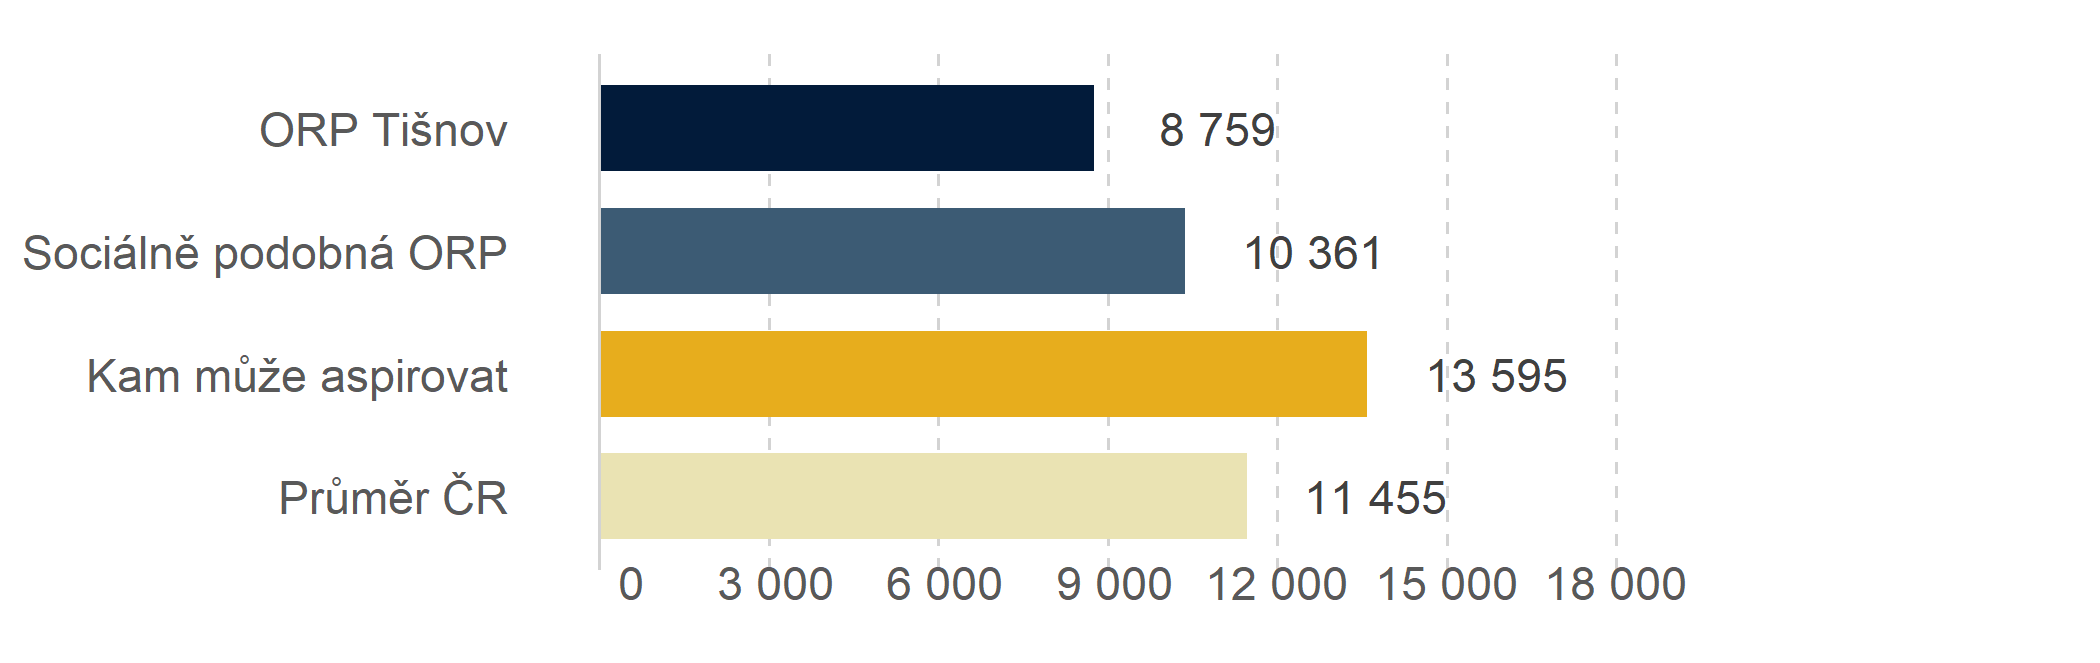 ORP Tišnov 8 759
Sociálně podobná ORP 10 361
Kam může aspirovat 13 595
Průměr ČR 11 455
0 3 000 6 000 9 000 12 000 15 000 18 000